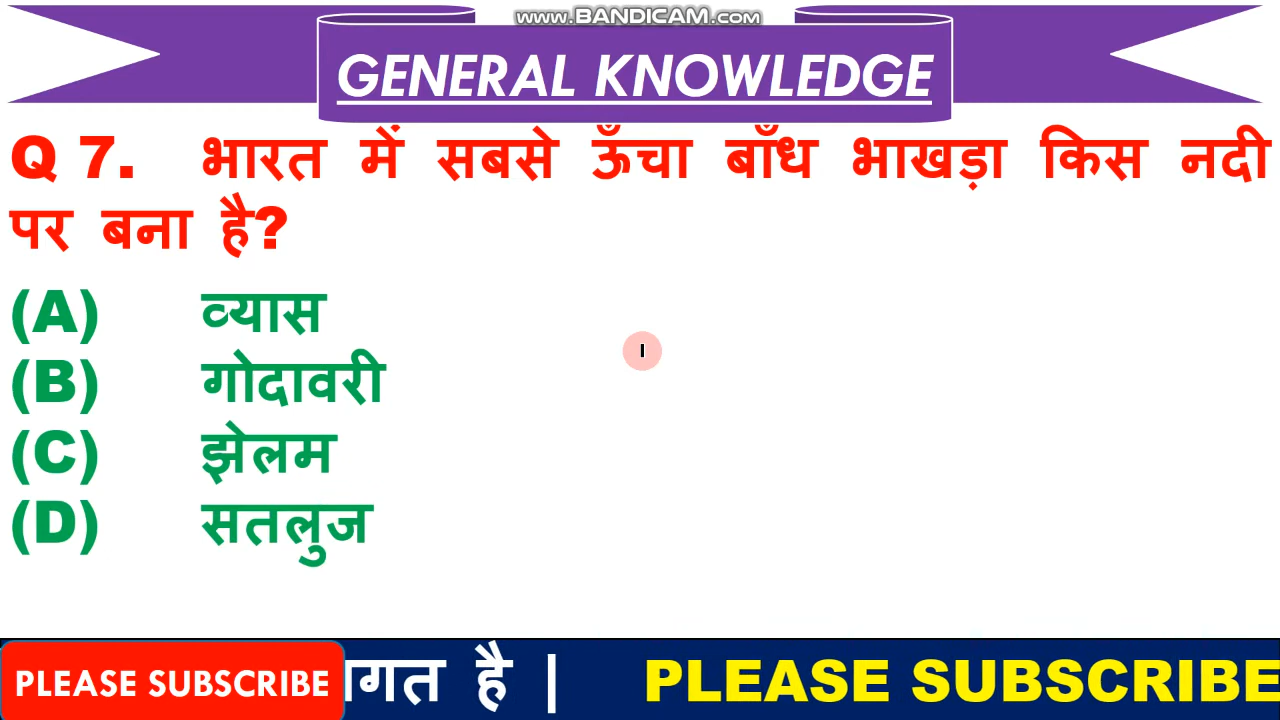 WWW.BANDICAM.COM
GENERAL KNOWLEDGE
Q 7. भारत में सबसे ऊँचा बाँध भाखड़ा किस नदी
पर बना है?
(A) व्यास
(B) गोदावरी
(C) झेलम
(D) सतलुज
PLEASE SUBSCRIBE गत है | PLEASE SUBSCRIBE